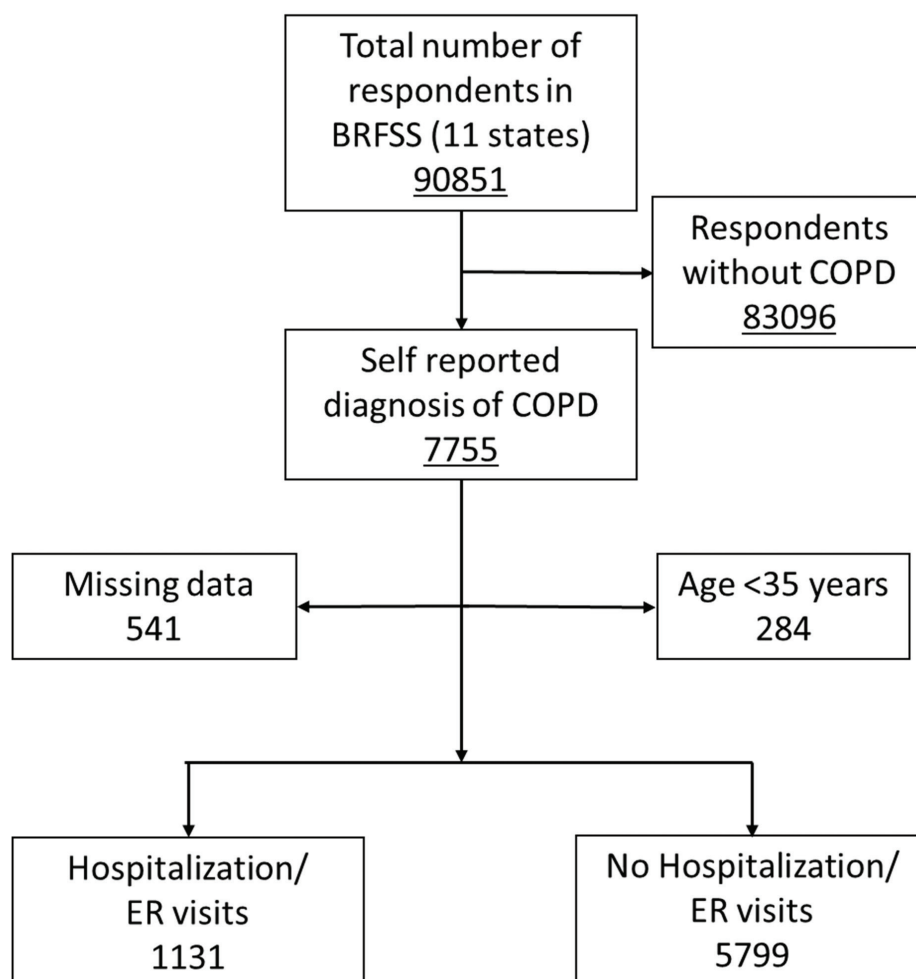 Total number of
respondents in
BRFSS (11 states)
90851
Respondents
without COPD
83096
Self reported
diagnosis of COPD
7755
Missing data
541
Age <35 years
284
Hospitalization/
ER visits
1131
No Hospitalization/
ER visits
5799